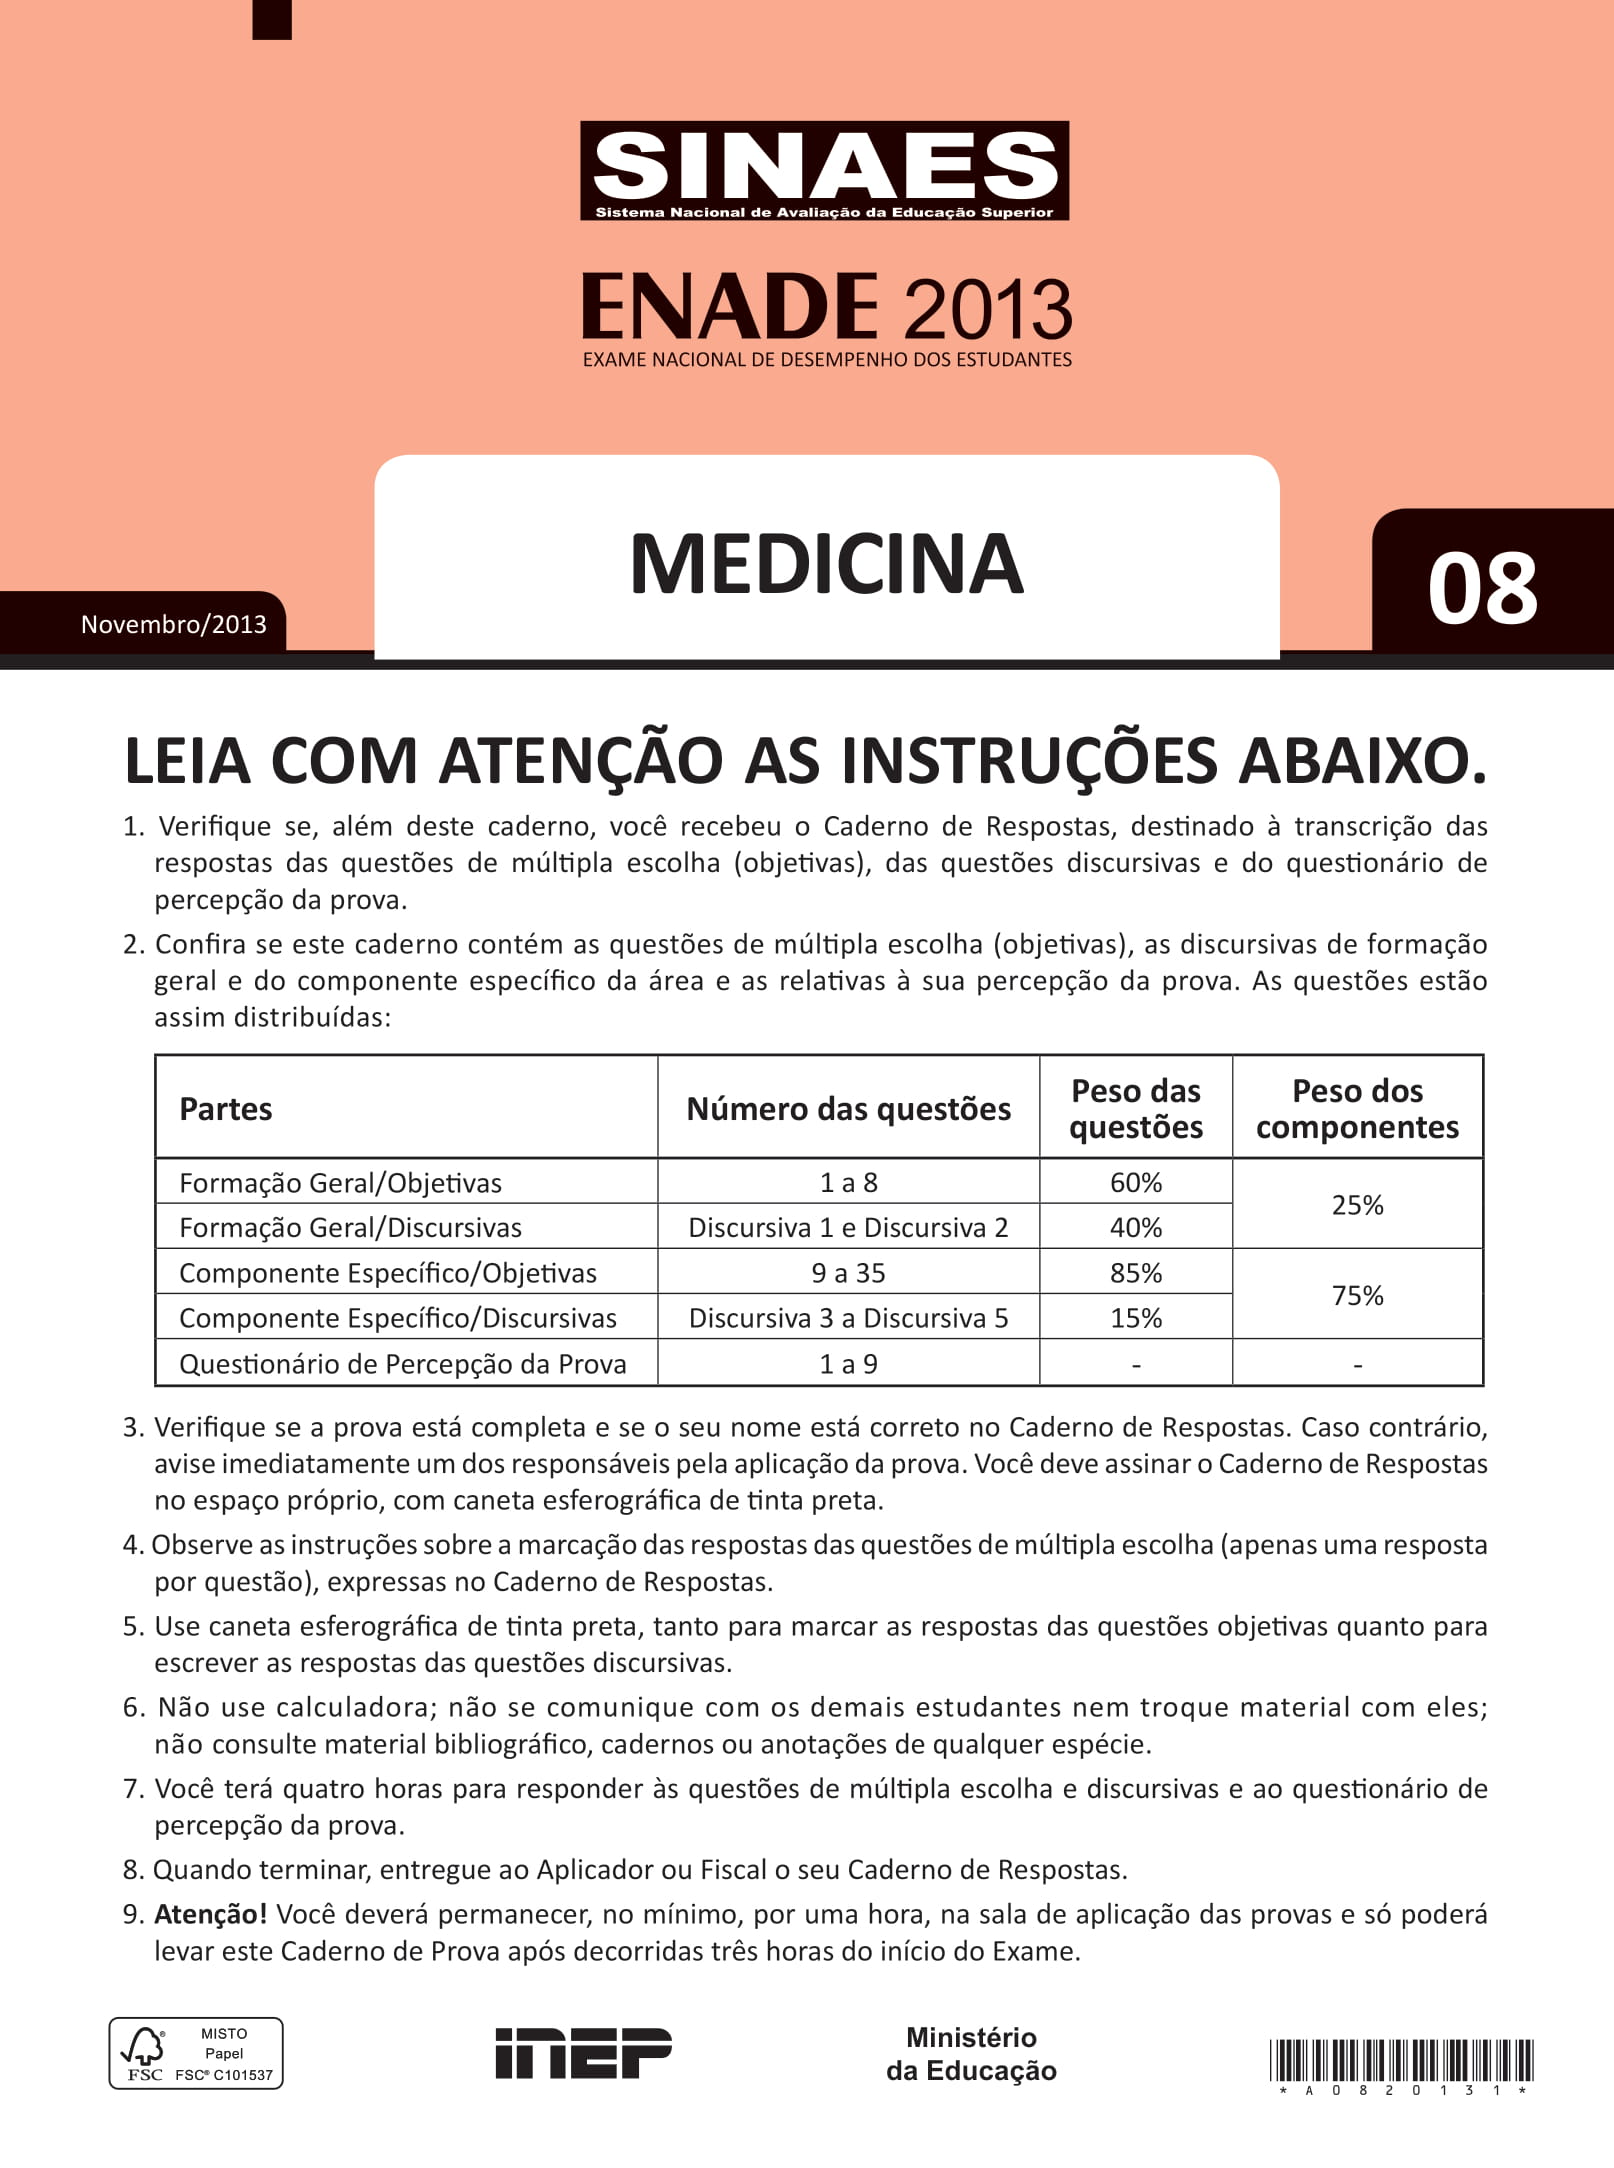 SINAES
Sistema Nacional de Avaliação da Educação Superior
ENADE 2013
EXAME NACIONAL DE DESEMPENHO DOS ESTUDANTES
MEDICINA
08
Novembro/2013
LEIA COM ATENÇÃO AS INSTRUÇÕES ABAIXO.
1. Verifique se, além deste caderno, você recebeu o Caderno de Respostas, destinado à transcrição das
respostas das questões de múltipla escolha (objetivas), das questões discursivas e do questionário de
percepção da prova.
2. Confira se este caderno contém as questões de múltipla escolha (objetivas), as discursivas de formação
geral e do componente específico da área e as relativas à sua percepção da prova. As questões estão
assim distribuídas:
Partes Número das questões Peso das questões Peso dos componentes
Formação Geral/Objetivas 1 a 8 60% 25%
Formação Geral/Discursivas Discursiva 1 e Discursiva 2 40%
Componente Específico/Objetivas 9 a 35 85% 75%
Componente Específico/Discursivas Discursiva 3 a Discursiva 5 15%
Questionário de Percepção da Prova 1 a 9 - -
3. Verifique se a prova está completa e se o seu nome está correto no Caderno de Respostas. Caso contrário,
avise imediatamente um dos responsáveis pela aplicação da prova. Você deve assinar o Caderno de Respostas
no espaço próprio, com caneta esferográfica de tinta preta.
4. Observe as instruções sobre a marcação das respostas das questões de múltipla escolha (apenas uma resposta
por questão), expressas no Caderno de Respostas.
5. Use caneta esferográfica de tinta preta, tanto para marcar as respostas das questões objetivas quanto para
escrever as respostas das questões discursivas.
6. Não use calculadora; não se comunique com os demais estudantes nem troque material com eles;
não consulte material bibliográfico, cadernos ou anotações de qualquer espécie.
7. Você terá quatro horas para responder às questões de múltipla escolha e discursivas e ao questionário de
percepção da prova.
8. Quando terminar, entregue ao Aplicador ou Fiscal o seu Caderno de Respostas.
9. Atenção! Você deverá permanecer, no mínimo, por uma hora, na sala de aplicação das provas e só poderá
levar este Caderno de Prova após decorridas três horas do início do Exame.
FSC
®
MISTO
Papel
FSC® C101537
INEP
Ministério
da Educação
* A 0 8 2 0 1 3 1 *